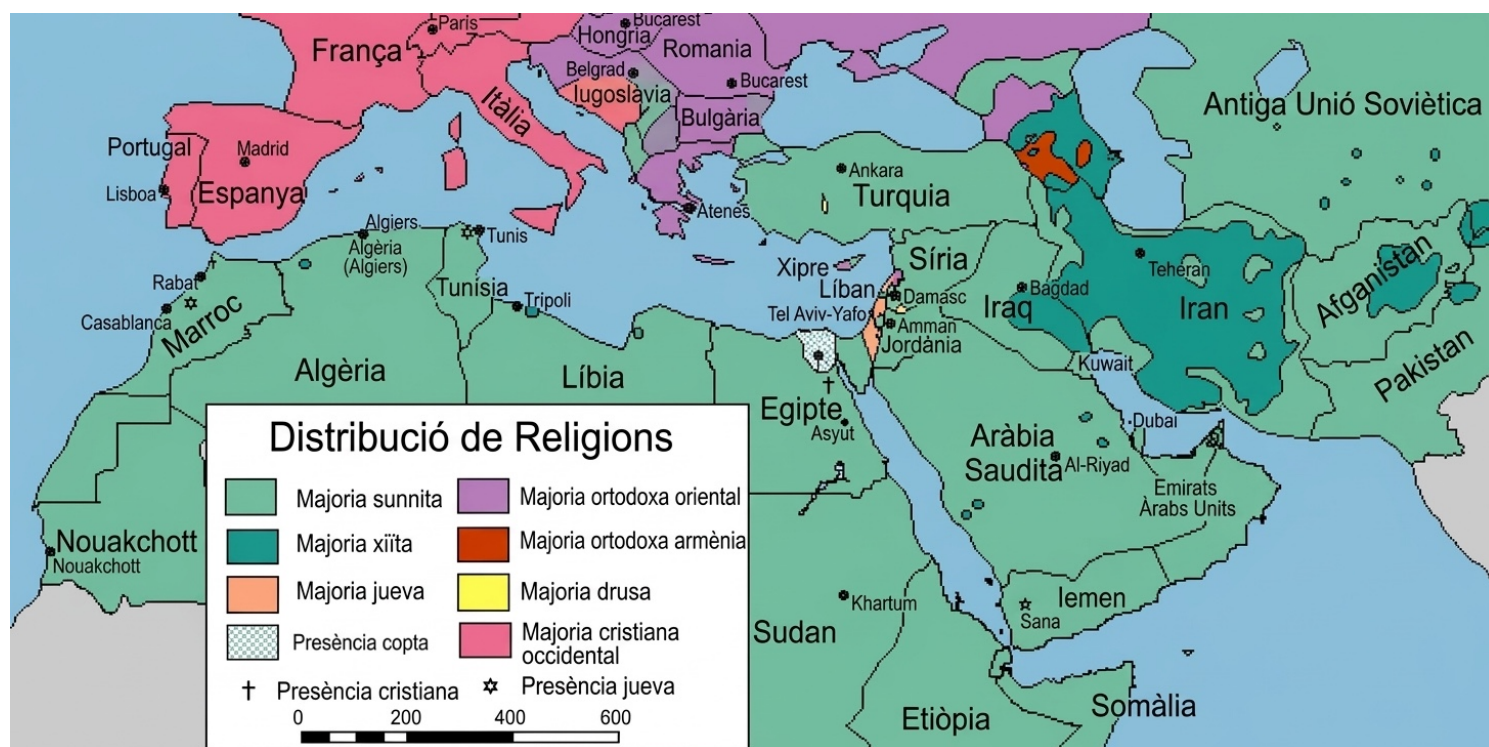 París
Bucarest
Hongria
França
Romania
Belgrad
Bucarest
Iugoslàvia
Itàlia
Bulgària
Antiga Unió Soviètica
Portugal
Madrid
Lisboa
Espanya
Ankara
Turquia
Atenes
Algiers
Algèria
(Algiers)
Tunis
Tunísia
Rabat
Casablanca
Marroc
Trípoli
Xipre
Síria
Líban
Damasc
Tel Aviv-Yafo
Amman
Jordània
Bagdad
Iraq
Teheran
Iran
Afganistan
Pakistan
Kuwait
Algèria
Líbia
Egipte
Asyut
Aràbia
Saudita
Al-Riyad
Dubai
Emirats
Àrabs Units
Nouakchott
Nouakchott
Khartum
Sudan
Iemen
Sana
Etiòpia
Somàlia
Distribució de Religions
Majoria sunnita
Majoria ortodoxa oriental
Majoria xiïta
Majoria ortodoxa armènia
Majoria jueva
Majoria drusa
Presència copta
Majoria cristiana
occidental
Presència cristiana
Presència jueva
0 200 400 600